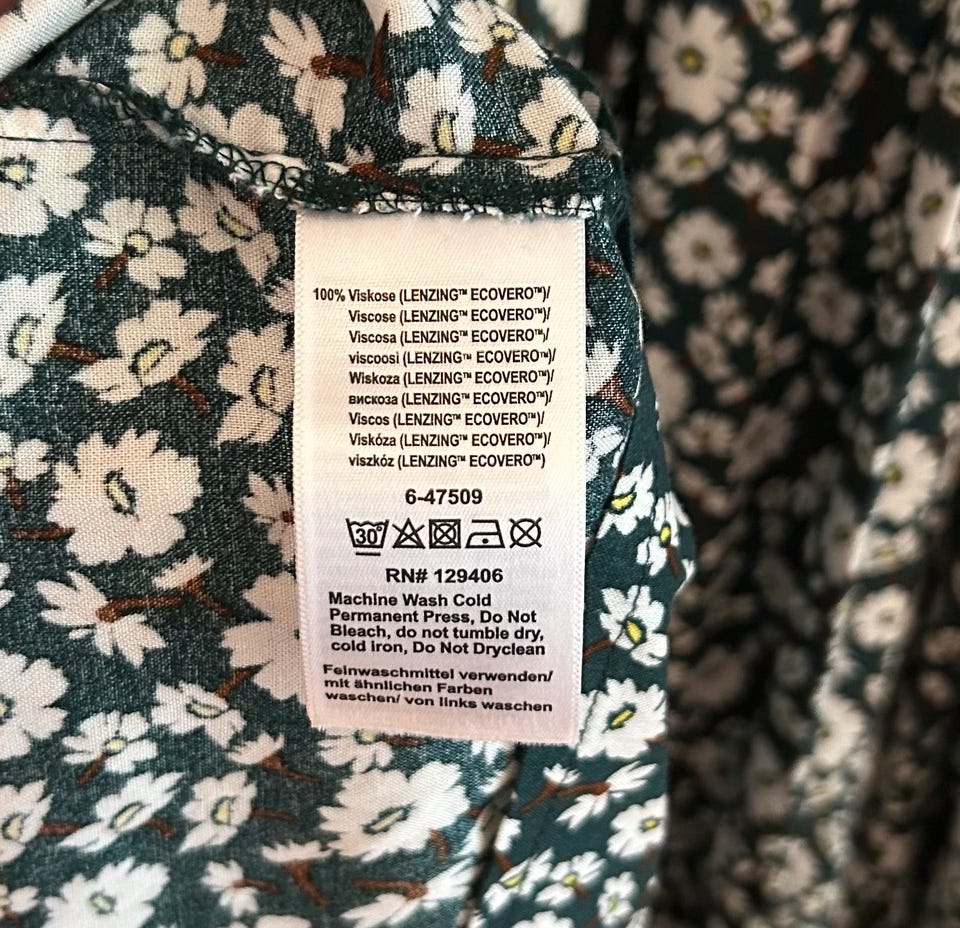 100% Viskose (LENZING™ ECOVERO™)/
Viscose (LENZING™ ECOVERO™)/
Viscosa (LENZING™ ECOVERO™)/
viscoosi (LENZING™ ECOVERO™)/
Wiskoza (LENZING™ ECOVERO™)/
вискоза (LENZING™ ECOVERO™)/
Viscos (LENZING™ ECOVERO™)/
Viskóza (LENZING™ ECOVERO™)/
viszkóz (LENZING™ ECOVERO™)
6-47509
30°
RN# 129406
Machine Wash Cold
Permanent Press, Do Not
Bleach, do not tumble dry,
cold iron, Do Not Dryclean
Feinwaschmittel verwenden/
mit ähnlichen Farben
waschen/ von links waschen